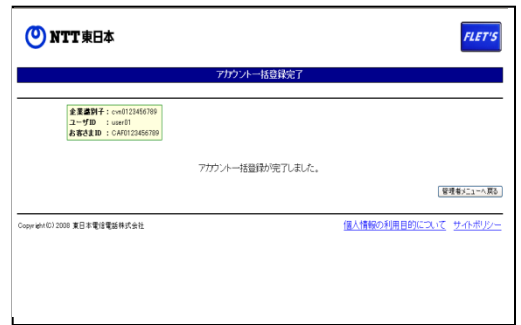 NTT東日本
FLET'S
アカウント一括登録完了
企業識別子：cvn0123456789
ユーザID ：user01
お客さまID ：CAF0123456789
アカウント一括登録が完了しました。
管理者メニューへ戻る
Copyright(C) 2008 東日本電信電話株式会社
個人情報の利用目的について サイトポリシー